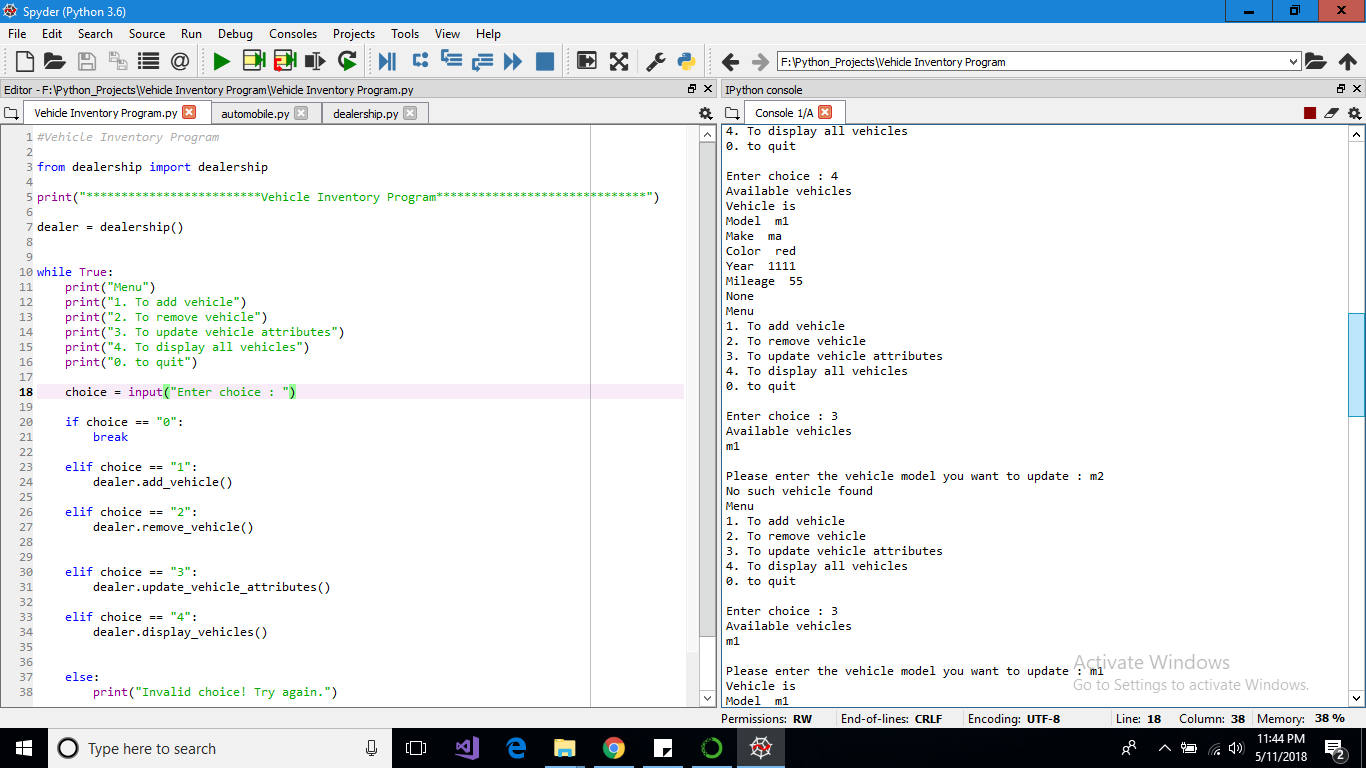 Spyder (Python 3.6)
File Edit Search Source Run Debug Consoles Projects Tools View Help
F:\Python_Projects\Vehicle Inventory Program
Editor - F:\Python_Projects\Vehicle Inventory Program\Vehicle Inventory Program.py
Vehicle Inventory Program.py automobile.py dealership.py
1 #Vehicle Inventory Program
2
3 from dealership import dealership
4
5 print("*************************Vehicle Inventory Program******************************")
6
7 dealer = dealership()
8
9
10 while True:
11 print("Menu")
12 print("1. To add vehicle")
13 print("2. To remove vehicle")
14 print("3. To update vehicle attributes")
15 print("4. To display all vehicles")
16 print("0. to quit")
17
18 choice = input("Enter choice : ")
19
20 if choice == "0":
21 break
22
23 elif choice == "1":
24 dealer.add_vehicle()
25
26 elif choice == "2":
27 dealer.remove_vehicle()
28
29
30 elif choice == "3":
31 dealer.update_vehicle_attributes()
32
33 elif choice == "4":
34 dealer.display_vehicles()
35
36
37 else:
38 print("Invalid choice! Try again.")
IPython console
Console 1/A
4. To display all vehicles
0. to quit
Enter choice : 4
Available vehicles
Vehicle is
Model m1
Make ma
Color red
Year 1111
Mileage 55
None
Menu
1. To add vehicle
2. To remove vehicle
3. To update vehicle attributes
4. To display all vehicles
0. to quit
Enter choice : 3
Available vehicles
m1
Please enter the vehicle model you want to update : m2
No such vehicle found
Menu
1. To add vehicle
2. To remove vehicle
3. To update vehicle attributes
4. To display all vehicles
0. to quit
Enter choice : 3
Available vehicles
m1
Please enter the vehicle model you want to update : m1
Vehicle is
Model m1
Activate Windows
Go to Settings to activate Windows.
Permissions: RW End-of-lines: CRLF Encoding: UTF-8 Line: 18 Column: 38 Memory: 38 %
Type here to search
11:44 PM
5/11/2018
2